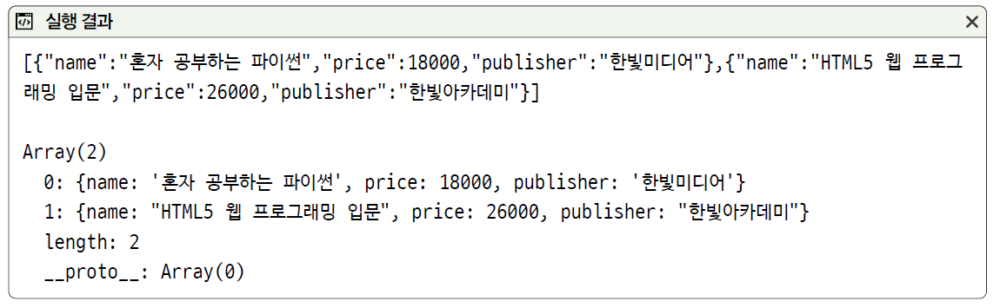 실행 결과
[{"name":"혼자 공부하는 파이썬","price":18000,"publisher":"한빛미디어"},{"name":"HTML5 웹 프로그
래밍 입문","price":26000,"publisher":"한빛아카데미"}]
Array(2)
0: {name: '혼자 공부하는 파이썬', price: 18000, publisher: '한빛미디어'}
1: {name: "HTML5 웹 프로그래밍 입문", price: 26000, publisher: "한빛아카데미"}
length: 2
__proto__: Array(0)